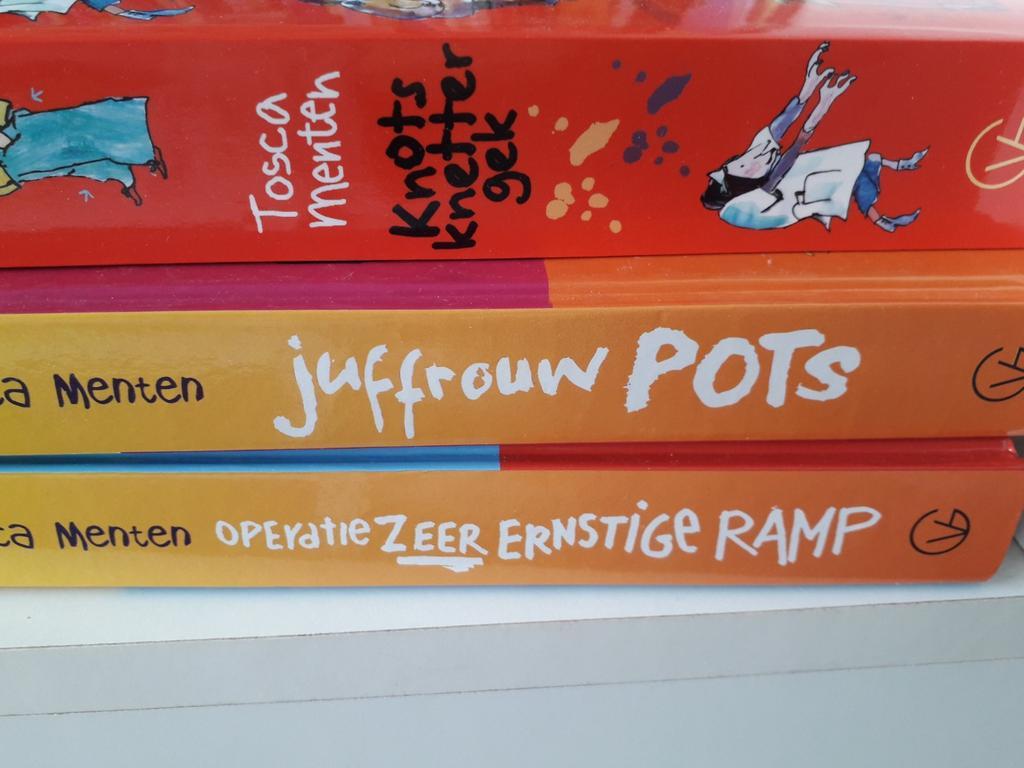 Tosca
menten
Knots
knetter
gek
ca Menten juffrouw POTS
ca Menten OPEratie ZEER ERNSTIGe RAMP